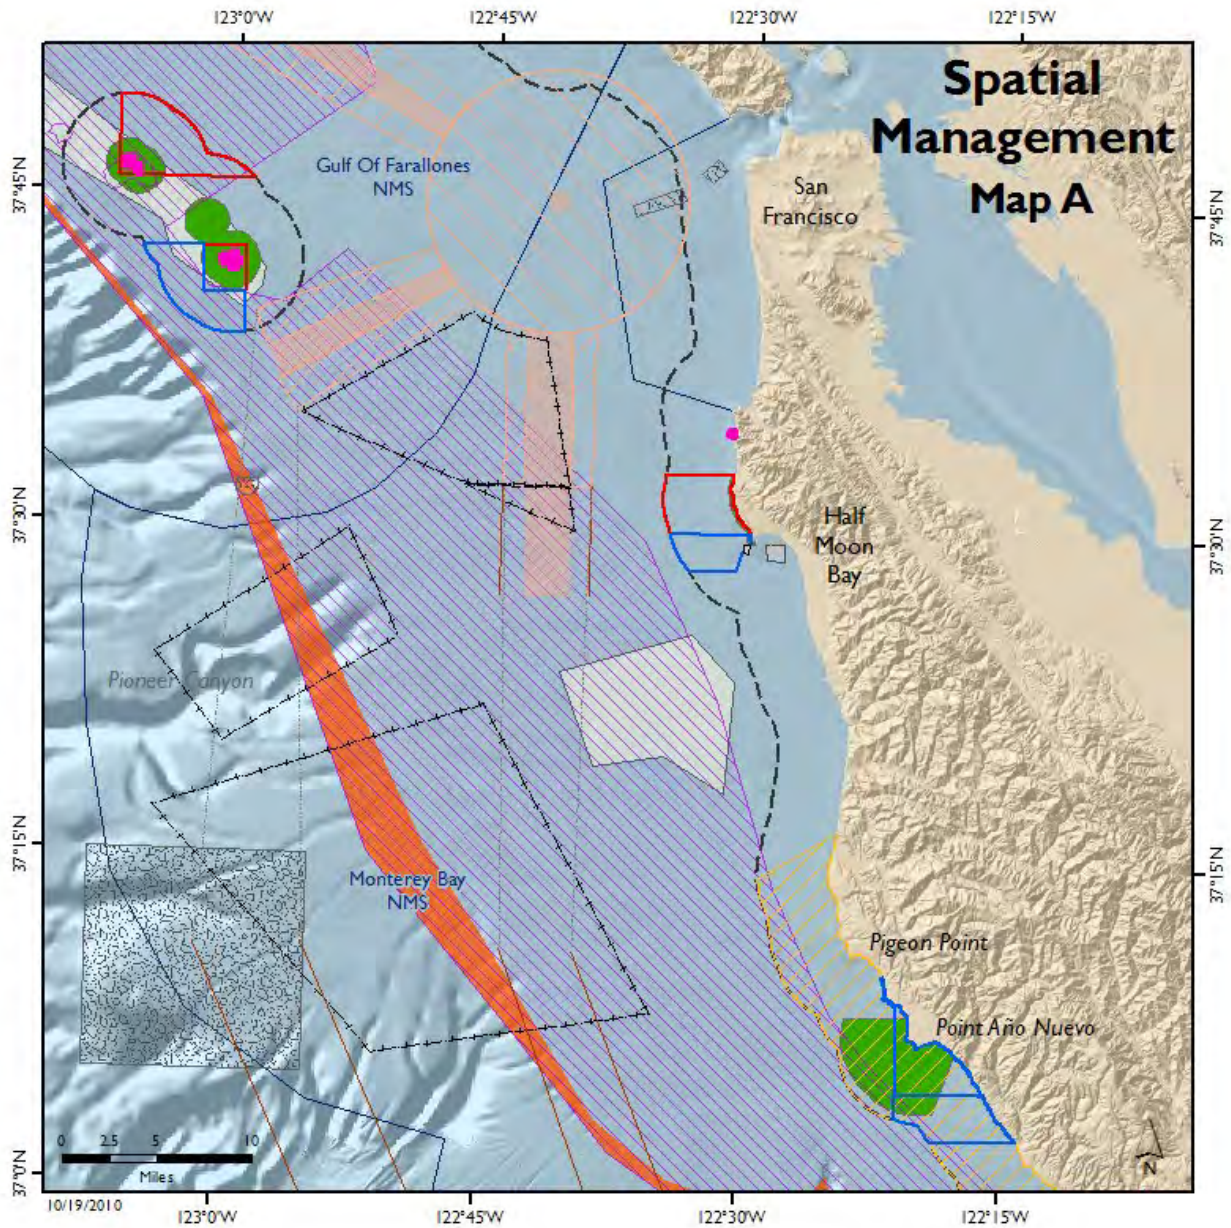 123°0'W 122°45'W 122°30'W 122°15'W
Spatial
Management
Map A
Gulf Of Farallones
NMS
San
Francisco
37°45'N
37°45'N
Half
Moon
Bay
37°30'N
37°30'N
Pioneer Canyon
37°15'N
37°15'N
Monterey Bay
NMS
Pigeon Point
Point Año Nuevo
0 2.5 5 10
Miles
N
37°0'N
10/19/2010
123°0'W 122°45'W 122°30'W 122°15'W